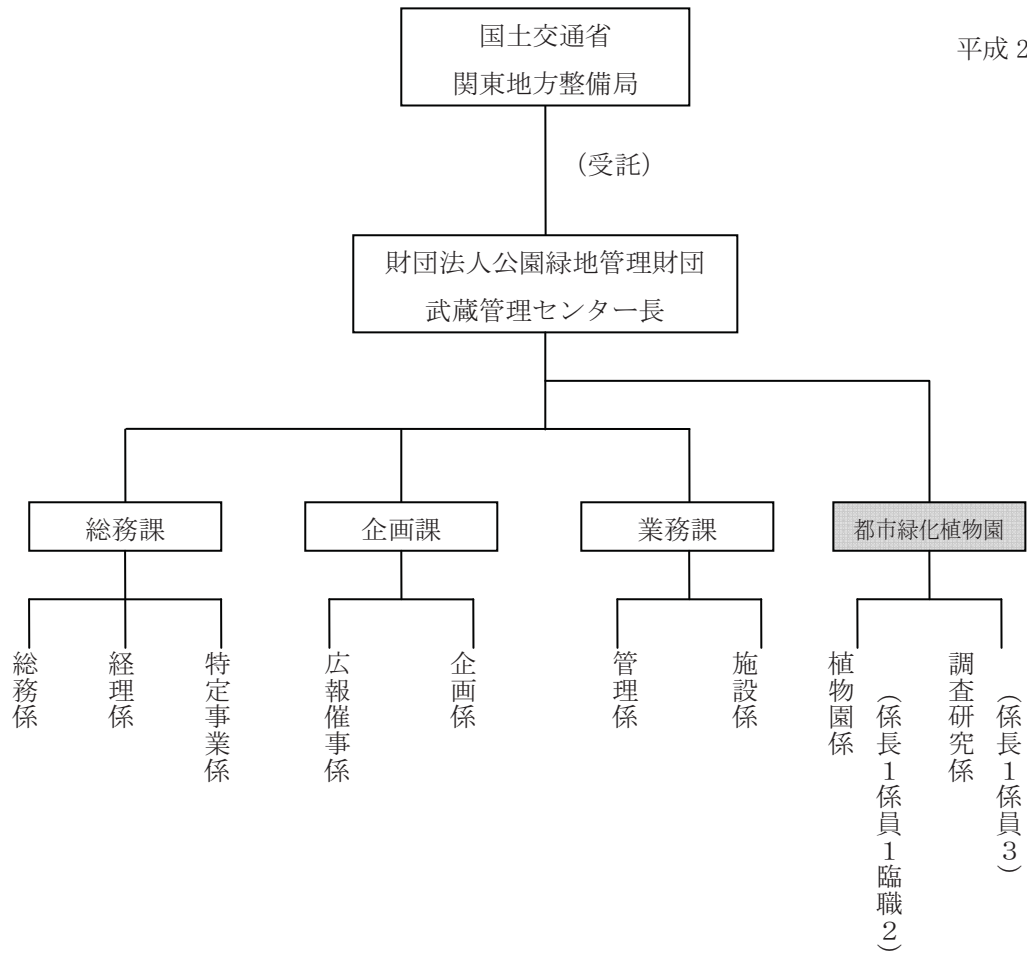 国土交通省
関東地方整備局
平成 2
（受託）
財団法人公園緑地管理財団
武蔵管理センター長
総務課
企画課
業務課
都市緑化植物園
総務係
経理係
特定事業係
広報催事係
企画係
管理係
施設係
植物園係
（係長１係員１臨職２）
調査研究係
（係長１係員３）